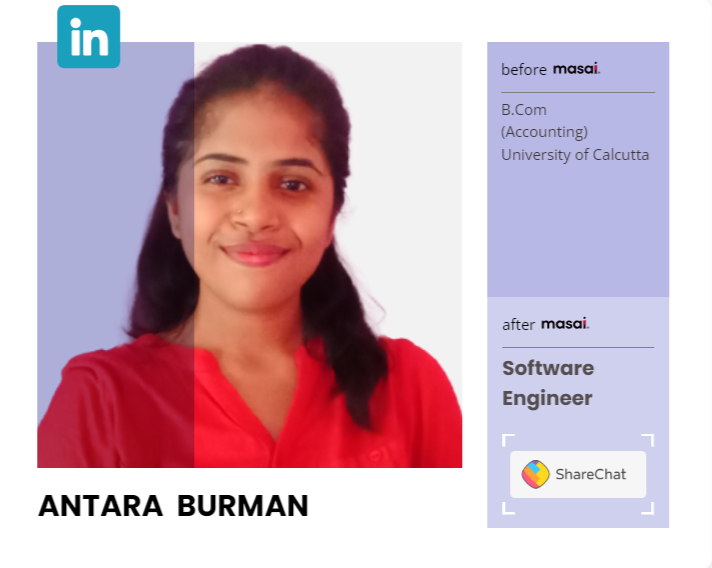 in
before masai.
B.Com
(Accounting)
University of Calcutta
after masai.
Software
Engineer
ShareChat
ANTARA BURMAN